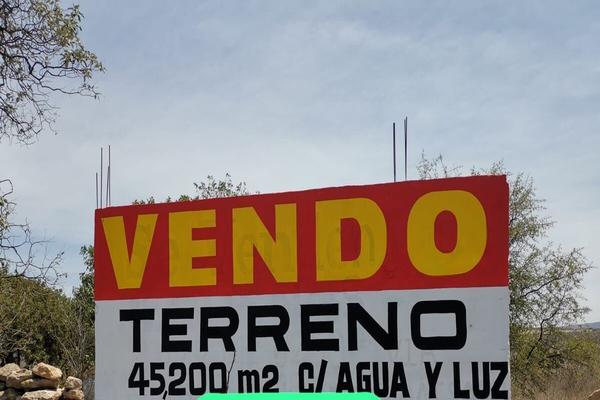 VENDO
TERRENO
45,200 m2 C/ AGUA Y LUZ